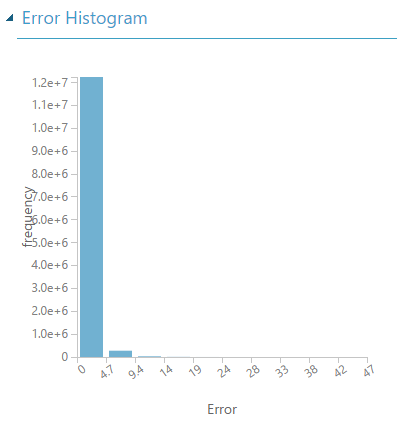 Error Histogram
1.2e+7
1.1e+7
1.0e+7
9.0e+6
8.0e+6
7.0e+6
6.0e+6
5.0e+6
4.0e+6
3.0e+6
2.0e+6
1.0e+6
0
frequency
0 4.7 9.4 14 19 24 28 33 38 42 47
Error